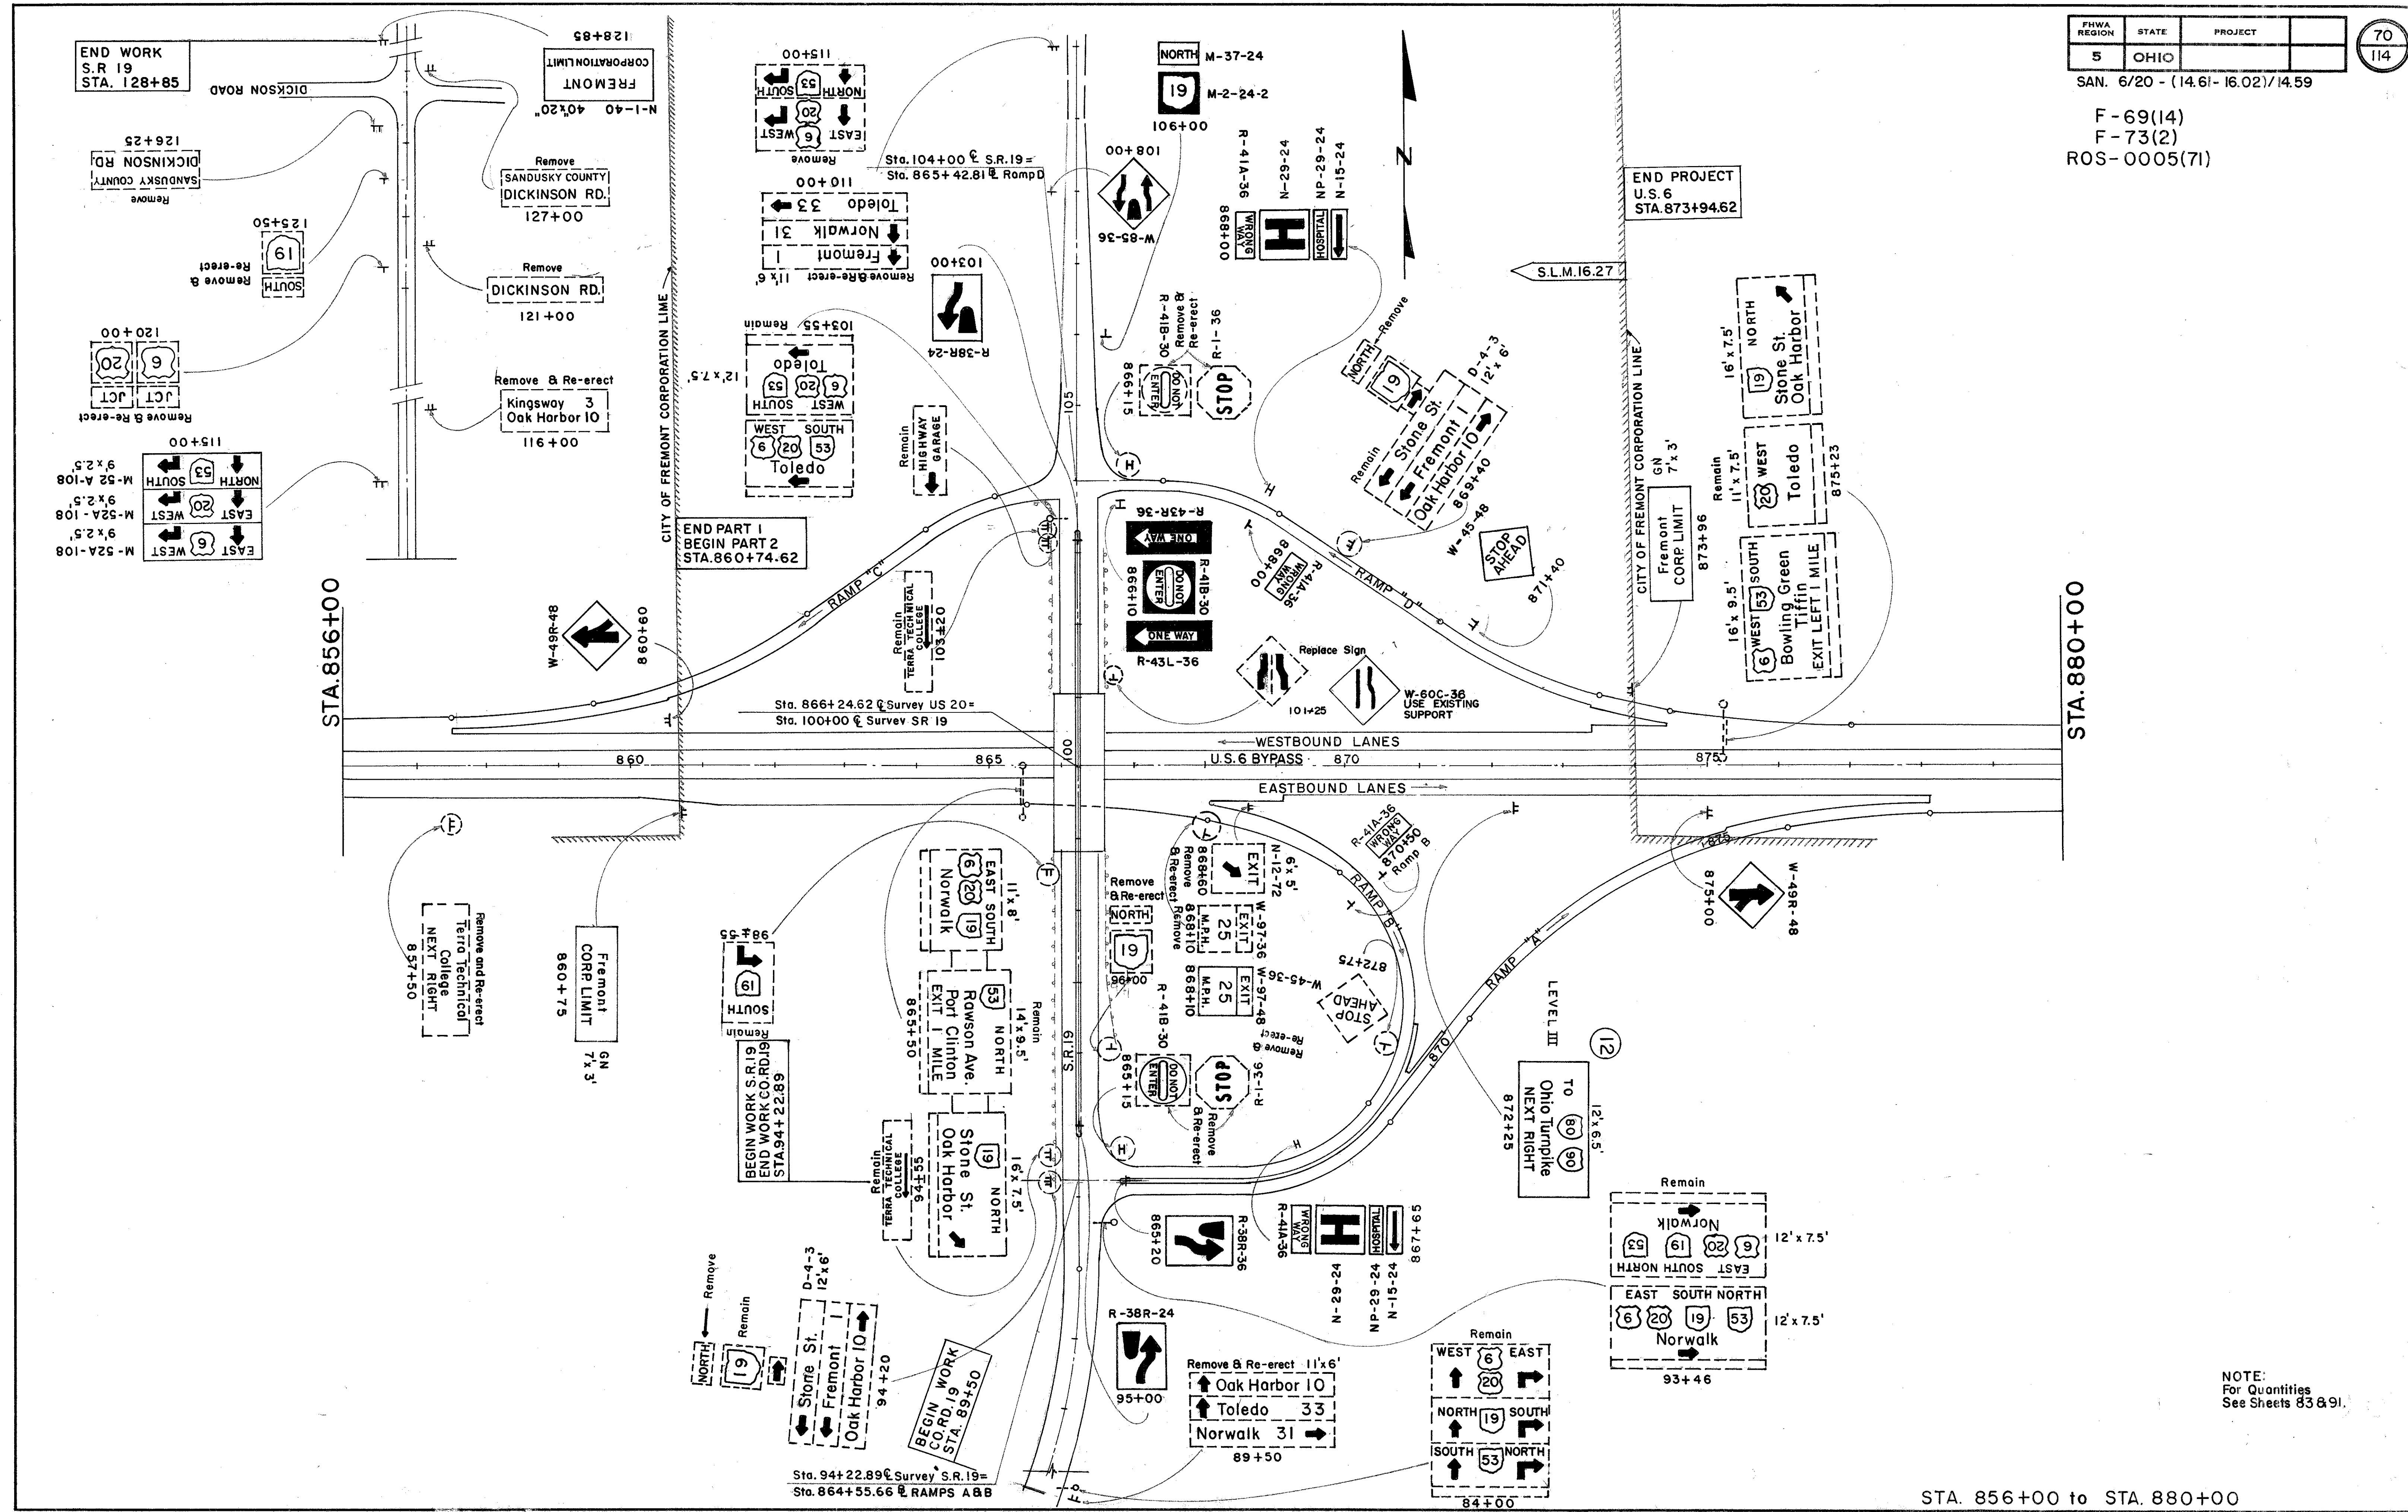 FHWA REGION STATE PROJECT
5 OHIO
70
114
SAN. 6/20 - (14.61- 16.02)/14.59
F-69(14)
F-73(2)
ROS-0005(71)
END WORK
S.R 19
STA. 128+85
DICKSON ROAD
128+85
FREMONT
CORPORATION LIMIT
N-1-40 40"x20"
126+25
DICKINSON RD.
SANDUSKY COUNTY
Remove
Remove
SANDUSKY COUNTY
DICKINSON RD.
127+00
125+50
19
SOUTH
Remove &
Re-erect
Remove
DICKINSON RD.
121+00
120+00
6
20
JCT
JCT
Remove & Re-erect
Remove & Re-erect
Kingsway 3
Oak Harbor 10
116+00
115+00
NORTH 53 SOUTH
EAST 20 WEST
EAST 6 WEST
M-52 A-108
9'x2.5'
M-52A-108
9'x2.5'
M-52A-108
9'x2.5'
CITY OF FREMONT CORPORATION LINE
115+00
NORTH 53 SOUTH
EAST 20 6 WEST
Remove
Sta. 104+00 ℄ S.R.19=
Sta. 865+42.81 ℄ Ramp D
110+00
Toledo 33
Norwalk 31
Fremont 1
Remove & Re-erect 11'x6'
NORTH M-37-24
19 M-2-24-2
106+00
108+00
W-85-36
103+00
R-38R-24
R-41A-36
N-29-24
NP-29-24
N-15-24
868+00
WRONG WAY
H
HOSPITAL
N
END PROJECT
U.S.6
STA.873+94.62
S.L.M.16.27
103+55
Remain
Toledo
6 20 53
WEST SOUTH
12'x7.5'
WEST SOUTH
6 20 53
Toledo
Remain
HIGHWAY
GARAGE
105
R-41B-30
Remove &
Re-erect
R-1-36
866+15
DO NOT
ENTER
STOP
NORTH
Remove
19
D-4-3
12'x6'
Remain
Stone St.
Fremont 1
Oak Harbor 10
869+40
W-45-48
STOP
AHEAD
871+40
CITY OF FREMONT CORPORATION LINE
GN
7'x3'
Fremont
CORP. LIMIT
873+96
16'x7.5'
19 NORTH
Stone St.
Oak Harbor
Remain
11'x7.5'
20 WEST
Toledo
875+23
16'x9.5'
6 WEST 53 SOUTH
Bowling Green
Tiffin
EXIT LEFT 1 MILE
END PART 1
BEGIN PART 2
STA.860+74.62
RAMP "C"
Remain
TERRA TECHNICAL
COLLEGE
103+20
R-43R-36
ONE WAY
R-41B-30
DO NOT
ENTER
866+10
ONE WAY
R-43L-36
868+00
WRONG
WAY
R-41A-36
RAMP "D"
Replace Sign
101+25
W-60C-36
USE EXISTING
SUPPORT
STA.856+00
W-49R-48
860+60
STA.880+00
Sta. 866+24.62 ℄ Survey US 20=
Sta. 100+00 ℄ Survey SR 19
WESTBOUND LANES
860
865
100
U.S.6 BYPASS
870
875
EASTBOUND LANES
Remove and Re-erect
Terra Technical
College
NEXT RIGHT
857+50
Fremont
CORP. LIMIT
860+75
GN
7'x3'
98+55
19
SOUTH
Remain
11'x8'
EAST SOUTH
6 20 19
Norwalk
Remain
14'x9.5'
53 NORTH
Rawson Ave.
Port Clinton
EXIT 1 MILE
865+50
16'x7.5'
19 NORTH
Stone St.
Oak Harbor
Remain
TERRA TECHNICAL
COLLEGE
94+55
BEGIN WORK S.R.19
END WORK CO.RD.19
STA.94+22.89
S.R.19
Remove
& Re-erect
NORTH
19
96+00
R-41B-30
DO NOT
ENTER
865+15
STOP
R-1-36
Remove
& Re-erect
6'x5'
N-12-72
EXIT
868+60
Remove
& Re-erect
W-97-36
EXIT
25
M.P.H.
868+10
Remove
W-97-48
EXIT
25
M.P.H.
868+10
Remove &
Re-erect
R-41A-36
WRONG
WAY
870+50
Ramp B
RAMP "B"
872+75
W-45-36
STOP
AHEAD
RAMP "A"
870
875
875+00
W-49R-48
LEVEL III
12
12'x6.5'
TO 80 90
Ohio Turnpike
NEXT RIGHT
872+25
R-38R-36
865+20
R-41A-36
WRONG
WAY
H
HOSPITAL
867+65
N-29-24
NP-29-24
N-15-24
Remain
Norwalk
6 20 19 53
EAST SOUTH NORTH
12'x7.5'
EAST SOUTH NORTH
6 20 19 53
Norwalk
12'x7.5'
93+46
Remove
NORTH
Remain
19
D-4-3
12'x6'
Stone St.
Fremont 1
Oak Harbor 10
94+20
BEGIN WORK
CO.RD.19
STA. 89+50
R-38R-24
95+00
Remove & Re-erect 11'x6'
Oak Harbor 10
Toledo 33
Norwalk 31
89+50
Remain
WEST 6 EAST
20
NORTH 19 SOUTH
SOUTH 53 NORTH
84+00
Sta. 94+22.89 ℄ Survey S.R.19=
Sta. 864+55.66 ℄ RAMPS A&B
NOTE:
For Quantities
See Sheets 83&91.
STA. 856+00 to STA. 880+00